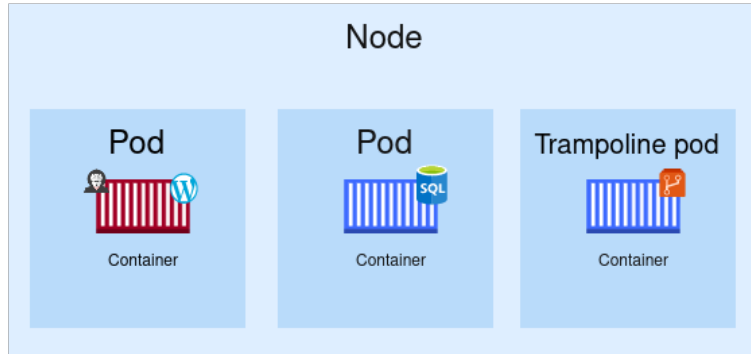 Node
Pod
Pod
Trampoline pod
SQL
Container
Container
Container